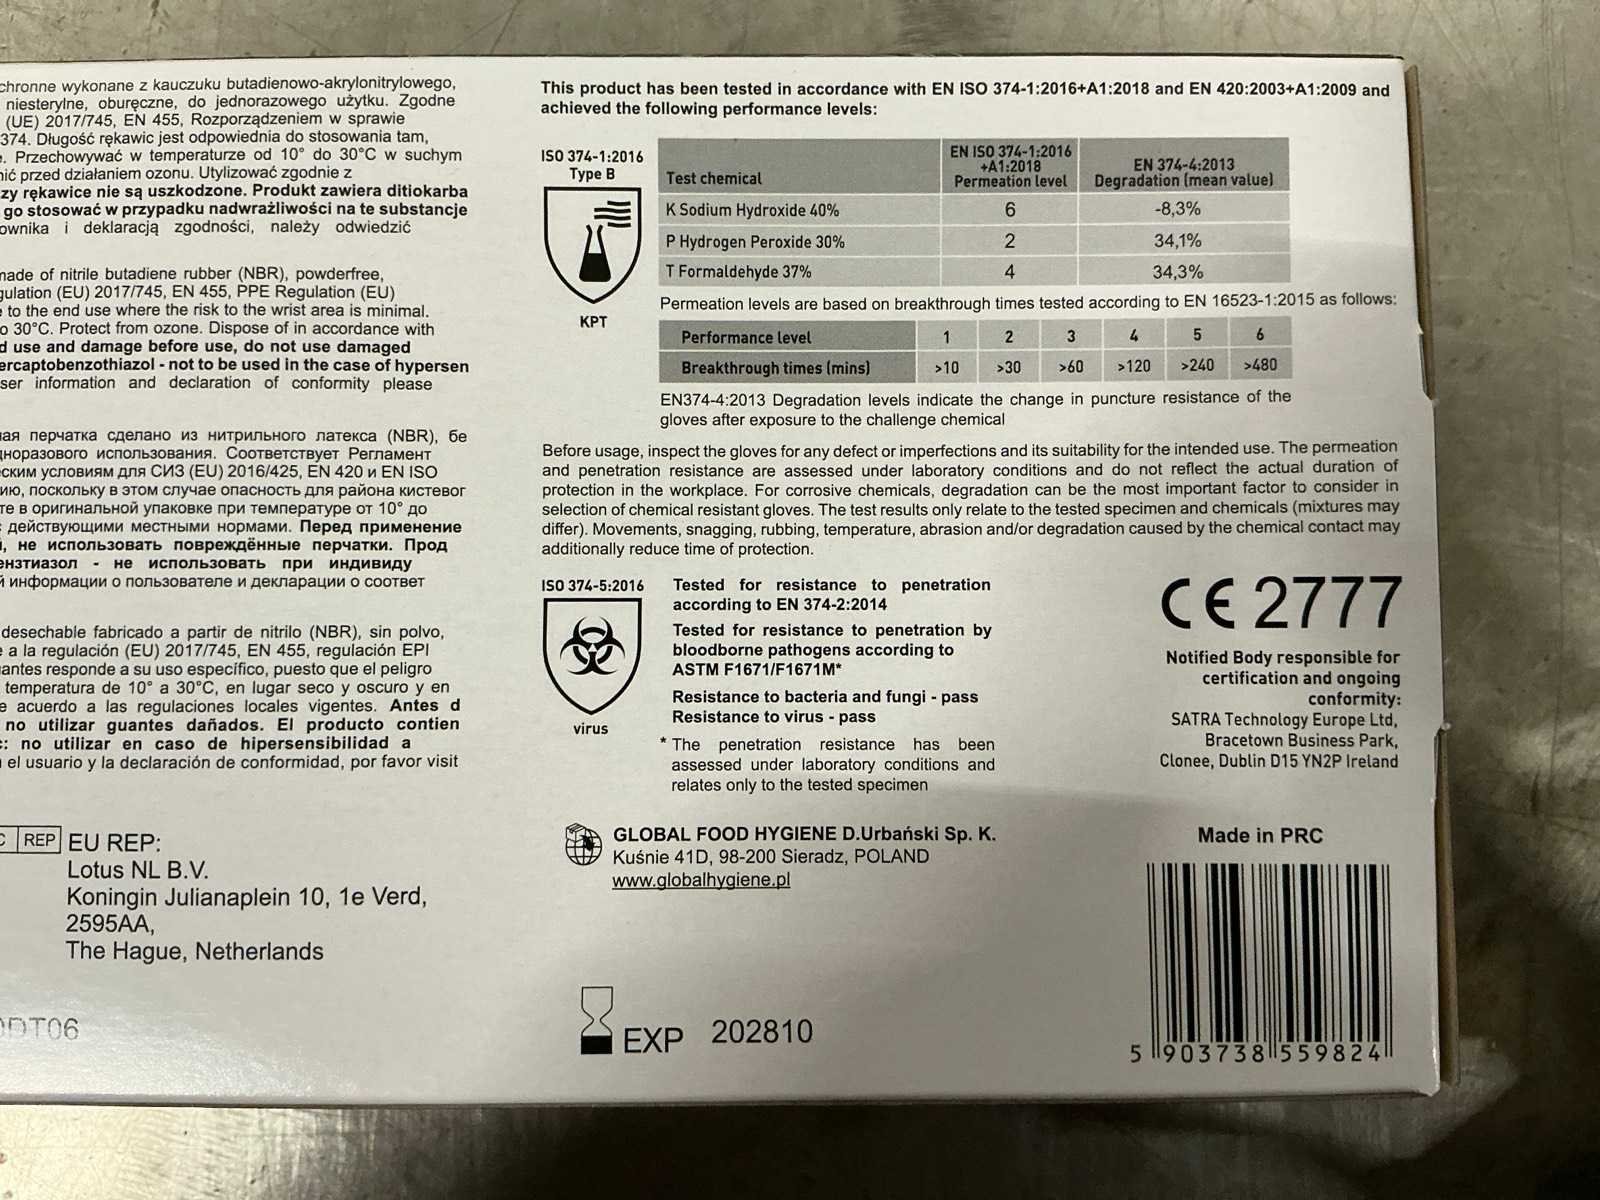 chronne wykonane z kauczuku butadienowo-akrylonitrylowego,
niesterylne, oburęczne, do jednorazowego użytku. Zgodne
(UE) 2017/745, EN 455, Rozporządzeniem w sprawie
374. Długość rękawic jest odpowiednia do stosowania tam,
Przechowywać w temperaturze od 10° do 30°C w suchym
nić przed działaniem ozonu. Utylizować zgodnie z
zy rękawice nie są uszkodzone. Produkt zawiera ditiokarba
go stosować w przypadku nadwrażliwości na te substancje
ownika i deklaracją zgodności, należy odwiedzić
made of nitrile butadiene rubber (NBR), powderfree,
gulation (EU) 2017/745, EN 455, PPE Regulation (EU)
to the end use where the risk to the wrist area is minimal.
o 30°C. Protect from ozone. Dispose of in accordance with
d use and damage before use, do not use damaged
ercaptobenzothiazol - not to be used in the case of hypersen
ser information and declaration of conformity please
ая перчатка сделано из нитрильного латекса (NBR), бе
дноразового использования. Соответствует Регламент
ским условиям для СИЗ (EU) 2016/425, EN 420 и EN ISO
ию, поскольку в этом случае опасность для района кистевог
те в оригинальной упаковке при температуре от 10° до
с действующими местными нормами. Перед применение
, не использовать повреждённые перчатки. Прод
ензтиазол - не использовать при индивиду
й информации о пользователе и декларации о соответ
desechable fabricado a partir de nitrilo (NBR), sin polvo,
e a la regulación (EU) 2017/745, EN 455, regulación EPI
uantes responde a su uso específico, puesto que el peligro
temperatura de 10° a 30°C, en lugar seco y oscuro y en
e acuerdo a las regulaciones locales vigentes. Antes d
no utilizar guantes dañados. El producto contien
c: no utilizar en caso de hipersensibilidad a
el usuario y la declaración de conformidad, por favor visit
C REP EU REP:
Lotus NL B.V.
Koningin Julianaplein 10, 1e Verd,
2595AA,
The Hague, Netherlands
DT06
This product has been tested in accordance with EN ISO 374-1:2016+A1:2018 and EN 420:2003+A1:2009 and
achieved the following performance levels:
ISO 374-1:2016
Type B
KPT
Test chemical EN ISO 374-1:2016 +A1:2018 Permeation level EN 374-4:2013 Degradation (mean value)
K Sodium Hydroxide 40% 6 -8,3%
P Hydrogen Peroxide 30% 2 34,1%
T Formaldehyde 37% 4 34,3%
Permeation levels are based on breakthrough times tested according to EN 16523-1:2015 as follows:
Performance level 1 2 3 4 5 6
Breakthrough times (mins) >10 >30 >60 >120 >240 >480
EN374-4:2013 Degradation levels indicate the change in puncture resistance of the
gloves after exposure to the challenge chemical
Before usage, inspect the gloves for any defect or imperfections and its suitability for the intended use. The permeation
and penetration resistance are assessed under laboratory conditions and do not reflect the actual duration of
protection in the workplace. For corrosive chemicals, degradation can be the most important factor to consider in
selection of chemical resistant gloves. The test results only relate to the tested specimen and chemicals (mixtures may
differ). Movements, snagging, rubbing, temperature, abrasion and/or degradation caused by the chemical contact may
additionally reduce time of protection.
ISO 374-5:2016
virus
Tested for resistance to penetration
according to EN 374-2:2014
Tested for resistance to penetration by
bloodborne pathogens according to
ASTM F1671/F1671M*
Resistance to bacteria and fungi - pass
Resistance to virus - pass
* The penetration resistance has been
assessed under laboratory conditions and
relates only to the tested specimen
CE 2777
Notified Body responsible for
certification and ongoing
conformity:
SATRA Technology Europe Ltd,
Bracetown Business Park,
Clonee, Dublin D15 YN2P Ireland
GLOBAL FOOD HYGIENE D.Urbański Sp. K.
Kuśnie 41D, 98-200 Sieradz, POLAND
www.globalhygiene.pl
Made in PRC
EXP 202810
5 903738 559824